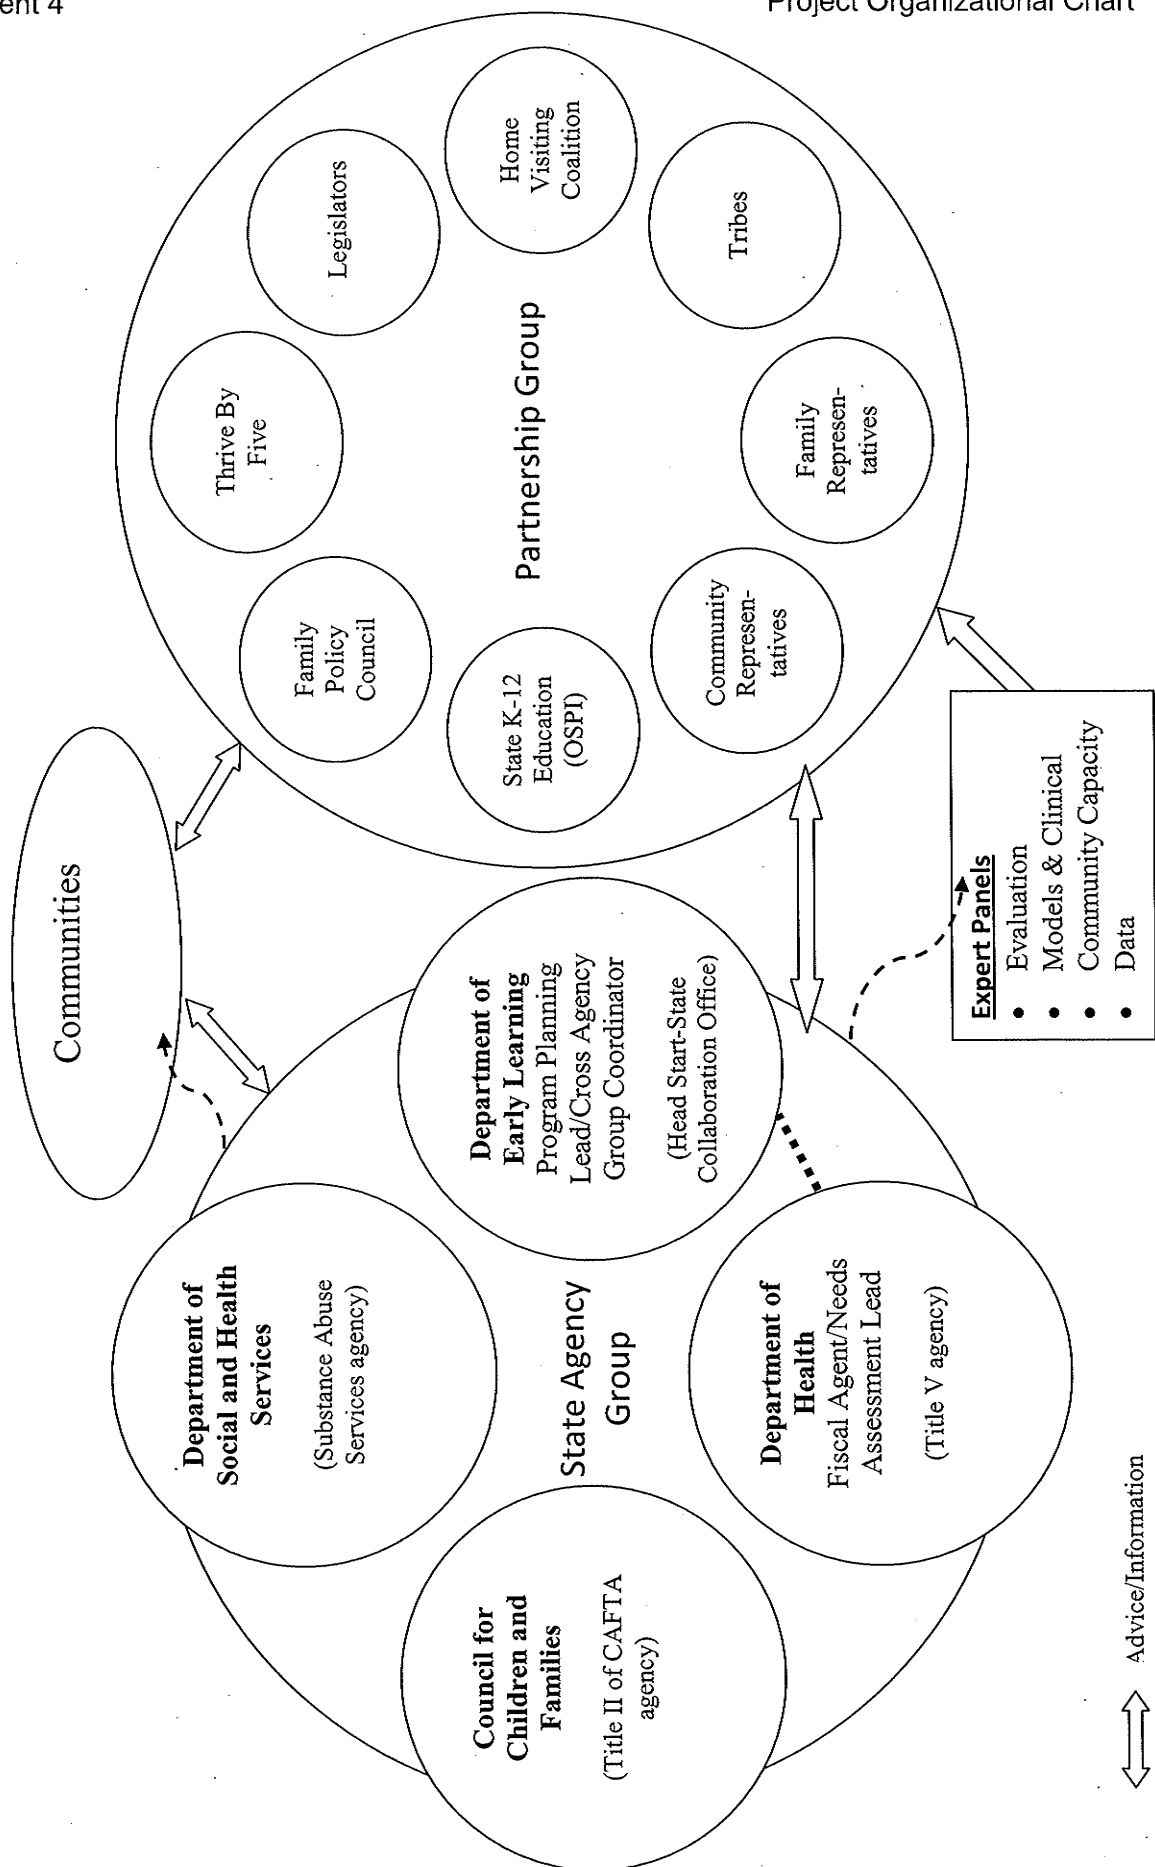 ent 4
Project Organizational Chart
Communities
Department of
Social and Health
Services
(Substance Abuse
Services agency)
Council for
Children and
Families
(Title II of CAFTA
agency)
State Agency
Group
Department of
Early Learning
Program Planning
Lead/Cross Agency
Group Coordinator
(Head Start-State
Collaboration Office)
Department of
Health
Fiscal Agent/Needs
Assessment Lead
(Title V agency)
Partnership Group
Family
Policy
Council
Thrive By
Five
Legislators
Home
Visiting
Coalition
Tribes
Family
Represen-
tatives
Community
Represen-
tatives
State K-12
Education
(OSPI)
Expert Panels
• Evaluation
• Models & Clinical
• Community Capacity
• Data
Advice/Information